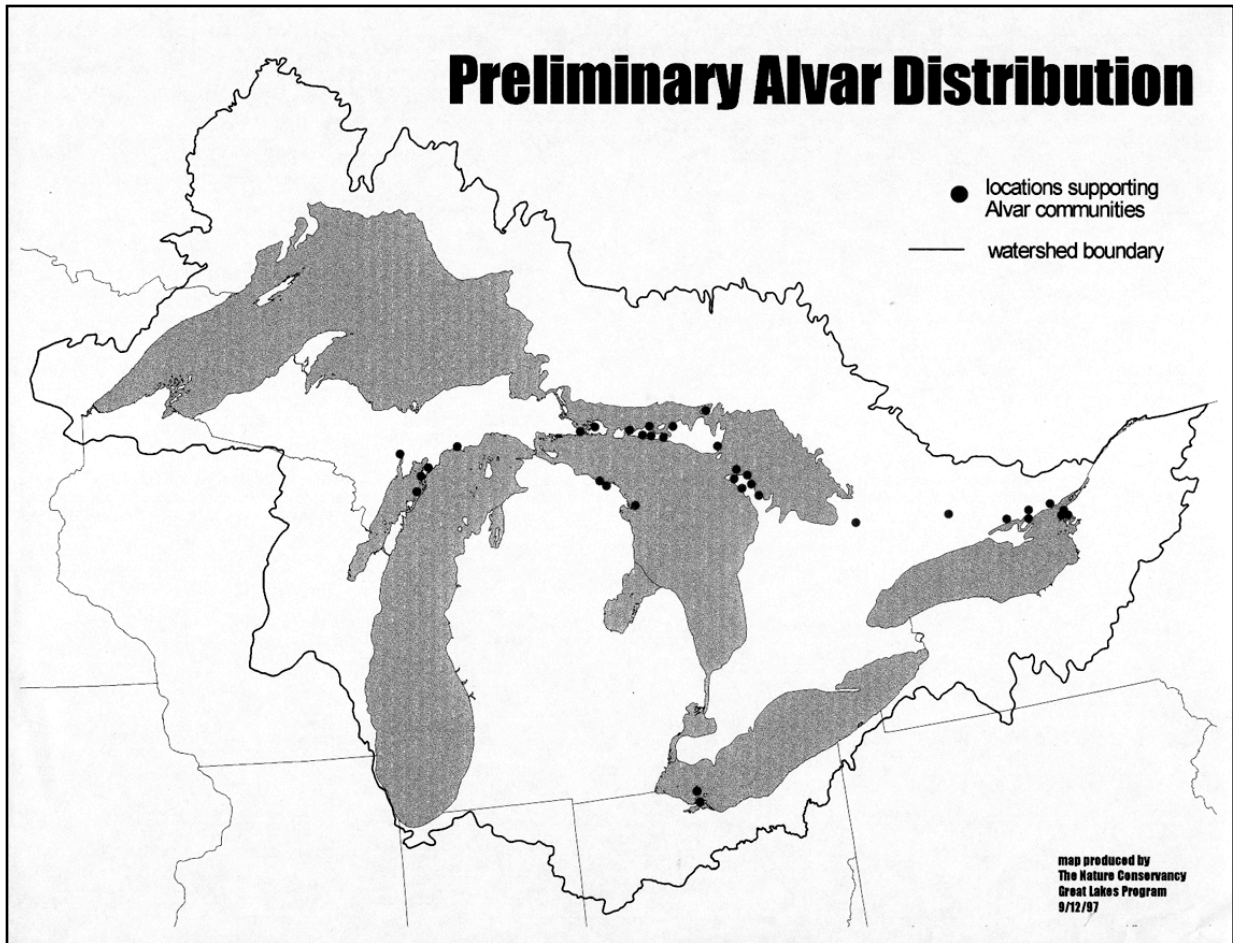 Preliminary Alvar Distribution
locations supporting
Alvar communities
watershed boundary
map produced by
The Nature Conservancy
Great Lakes Program
9/12/97